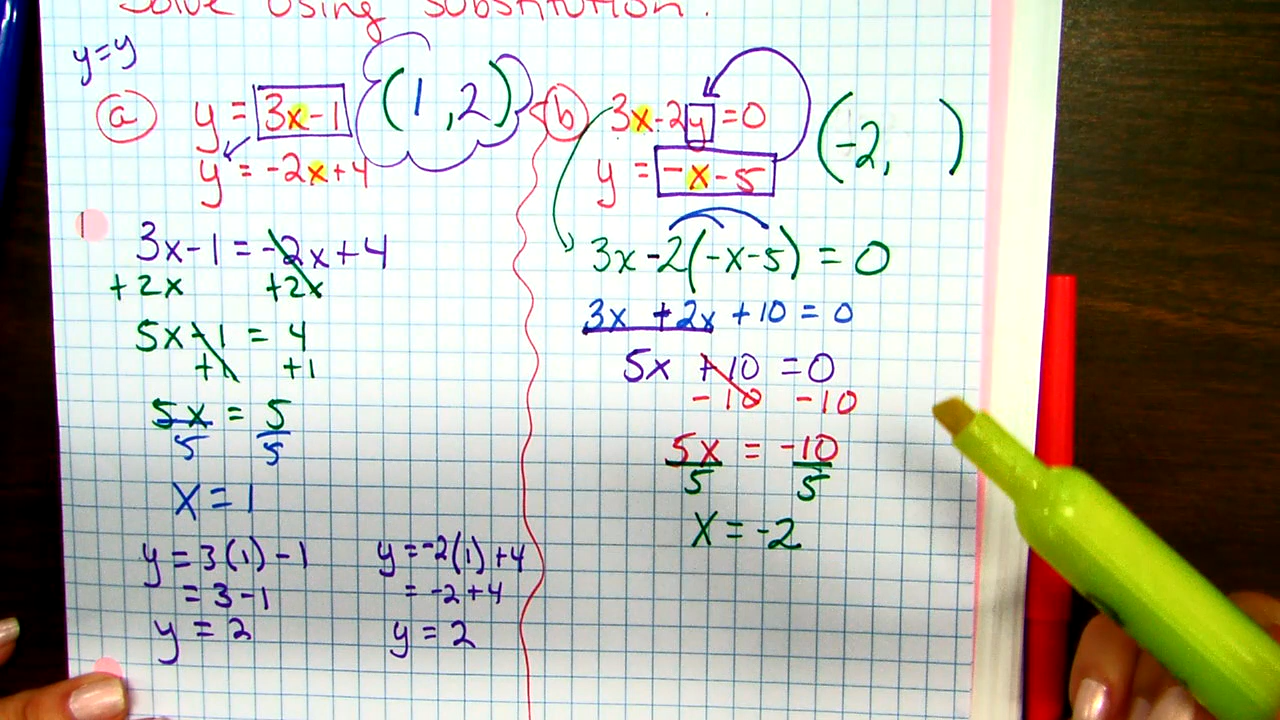 Solve using substitution.
y=y
a y = 3x-1 (1,2)
y = -2x+4
3x-1 = -2x+4
+2x +2x
5x-1 = 4
+1 +1
5x = 5
5 5
x = 1
y = 3(1)-1
= 3-1
y = 2
y = -2(1)+4
= -2+4
y = 2
b 3x-2y=0 (-2, )
y = -x-5
3x-2(-x-5) = 0
3x +2x +10 = 0
5x +10 = 0
-10 -10
5x = -10
5 5
x = -2